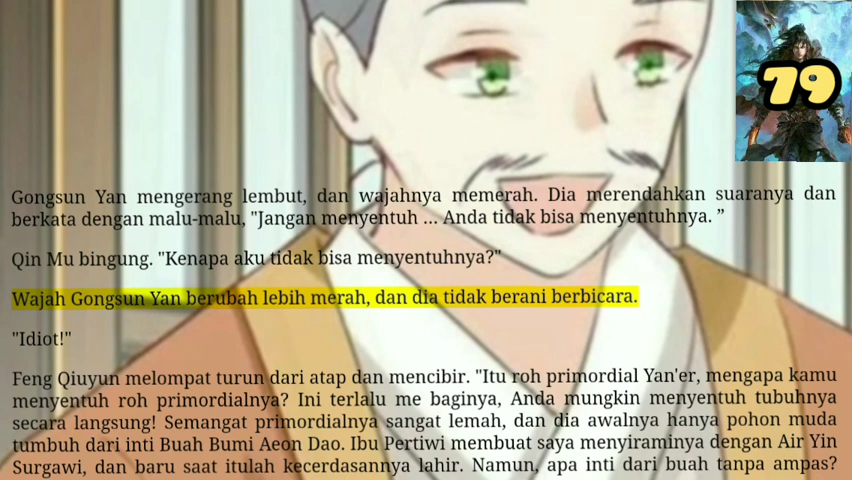 79
Gongsun Yan mengerang lembut, dan wajahnya memerah. Dia merendahkan suaranya dan
berkata dengan malu-malu, "Jangan menyentuh ... Anda tidak bisa menyentuhnya. ”
Qin Mu bingung. "Kenapa aku tidak bisa menyentuhnya?"
Wajah Gongsun Yan berubah lebih merah, dan dia tidak berani berbicara.
"Idiot!"
Feng Qiuyun melompat turun dari atap dan mencibir. "Itu roh primordial Yan'er, mengapa kamu
menyentuh roh primordialnya? Ini terlalu me baginya, Anda mungkin menyentuh tubuhnya
secara langsung! Semangat primordialnya sangat lemah, dan dia awalnya hanya pohon muda
tumbuh dari inti Buah Bumi Aeon Dao. Ibu Pertiwi membuat saya menyiraminya dengan Air Yin
Surgawi, dan baru saat itulah kecerdasannya lahir. Namun, apa inti dari buah tanpa ampas?